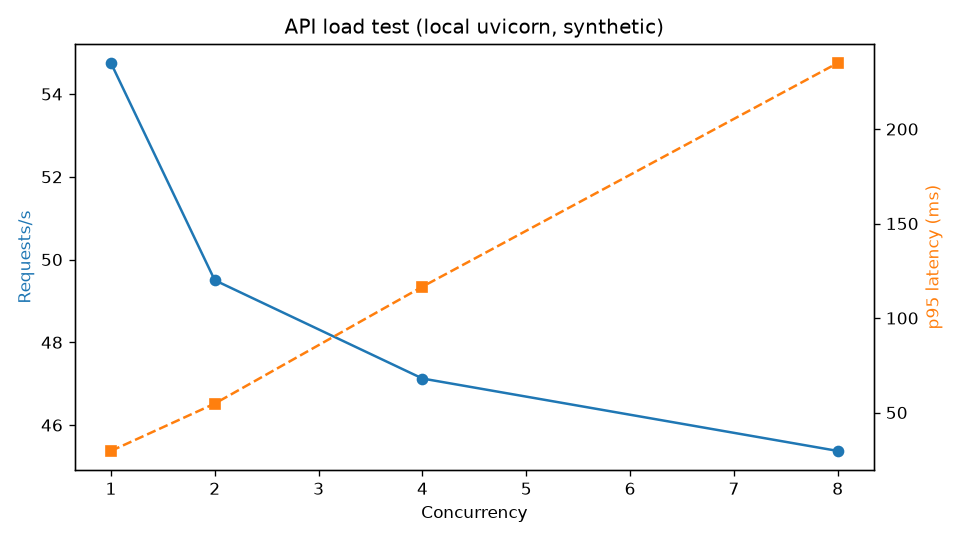 API load test (local uvicorn, synthetic)
Requests/s
54
52
50
48
46
200
150
100
50
p95 latency (ms)
1 2 3 4 5 6 7 8
Concurrency